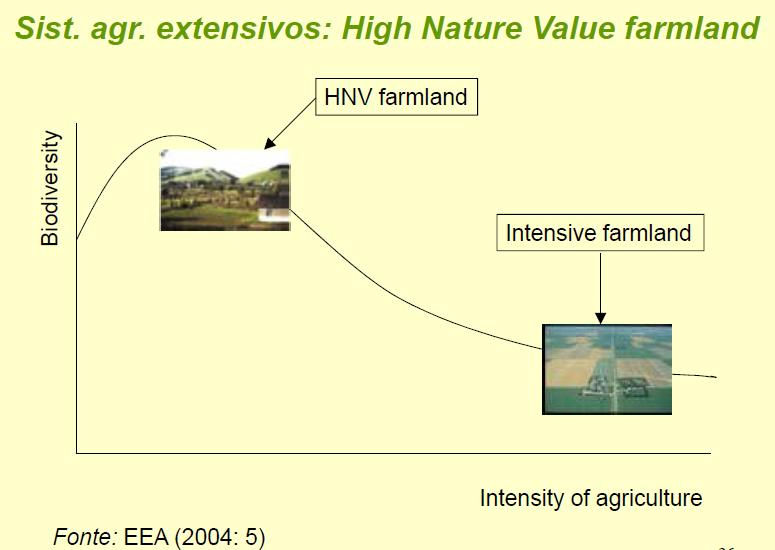 Sist. agr. extensivos: High Nature Value farmland
HNV farmland
Biodiversity
Intensive farmland
Intensity of agriculture
Fonte: EEA (2004: 5)